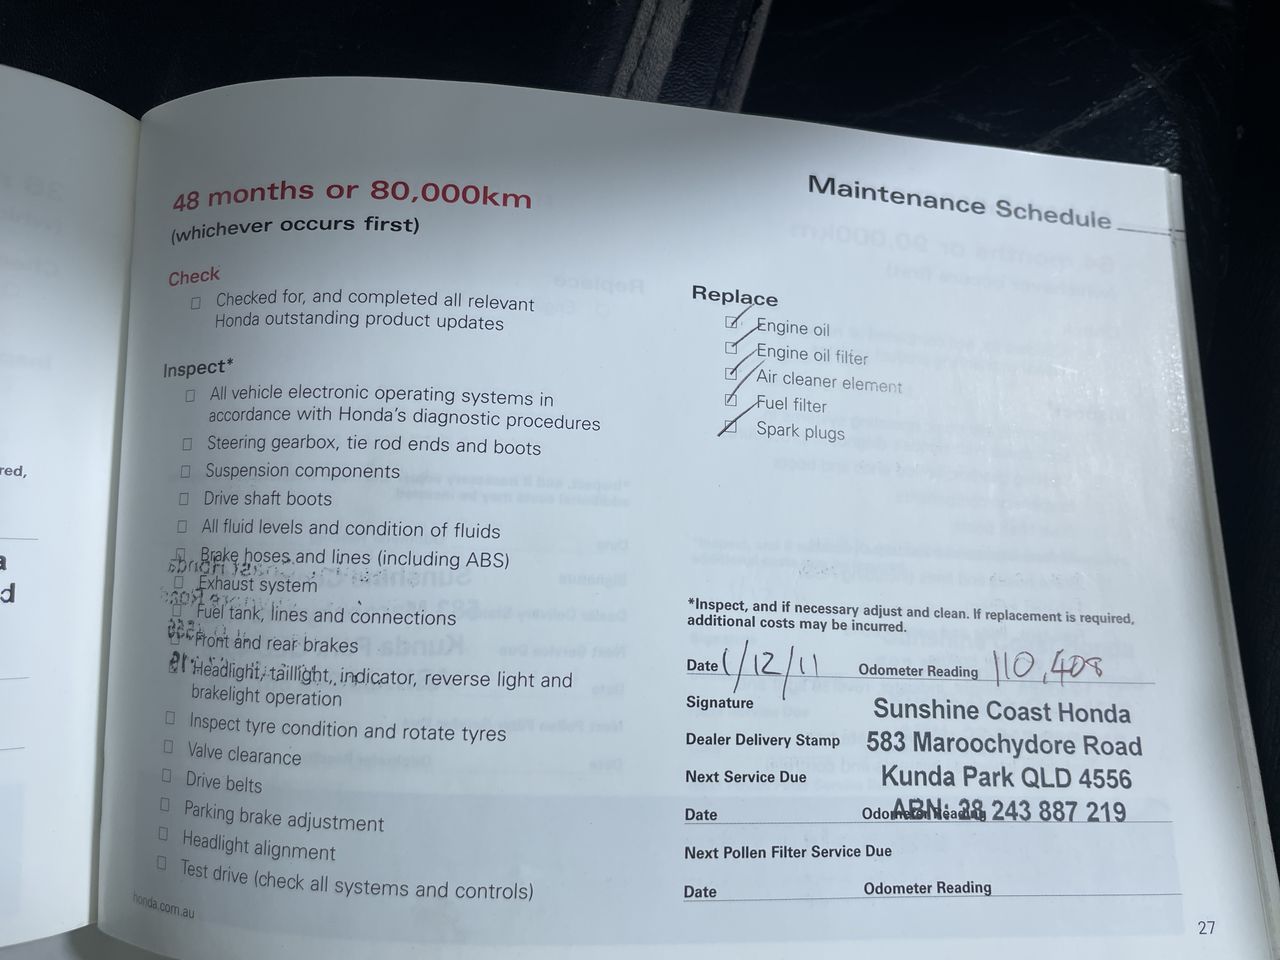 48 months or 80,000km
(whichever occurs first)
Check
Checked for, and completed all relevant
Honda outstanding product updates
Inspect*
All vehicle electronic operating systems in
accordance with Honda's diagnostic procedures
Steering gearbox, tie rod ends and boots
Suspension components
Drive shaft boots
All fluid levels and condition of fluids
Brake hoses and lines (including ABS)
Exhaust system
Fuel tank, lines and connections
Front and rear brakes
Headlight, taillight, indicator, reverse light and
brakelight operation
Inspect tyre condition and rotate tyres
Valve clearance
Drive belts
Parking brake adjustment
Headlight alignment
Test drive (check all systems and controls)
honda.com.au
Maintenance Schedule
Replace
Engine oil
Engine oil filter
Air cleaner element
Fuel filter
Spark plugs
*Inspect, and if necessary adjust and clean. If replacement is required,
additional costs may be incurred.
Date 1/12/11 Odometer Reading 110,408
Signature
Sunshine Coast Honda
Dealer Delivery Stamp
583 Maroochydore Road
Next Service Due
Kunda Park QLD 4556
Date Odometer Reading
ABN: 38 243 887 219
Next Pollen Filter Service Due
Date Odometer Reading
27
red,
a
d